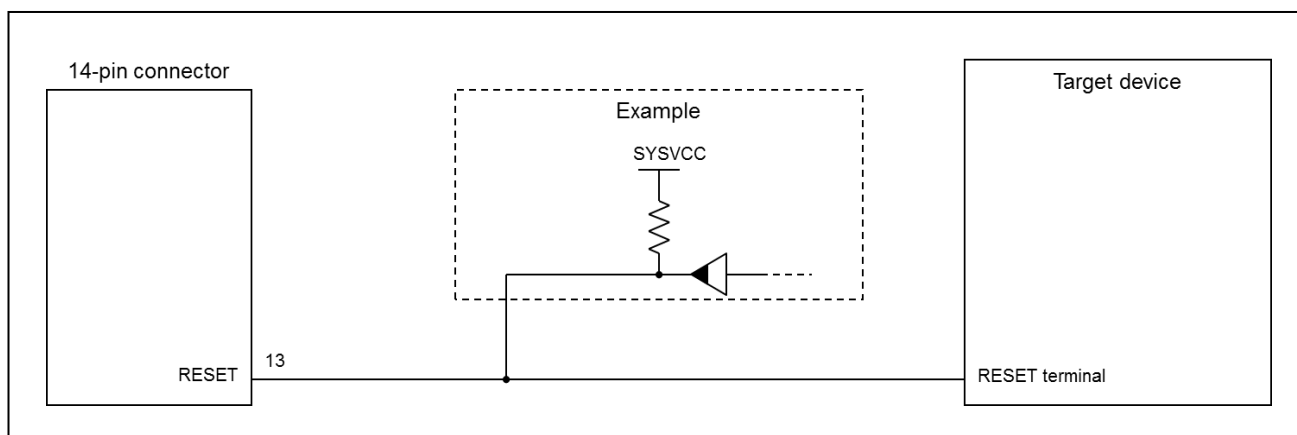 14-pin connector
Target device
Example
SYSVCC
13
RESET
RESET terminal